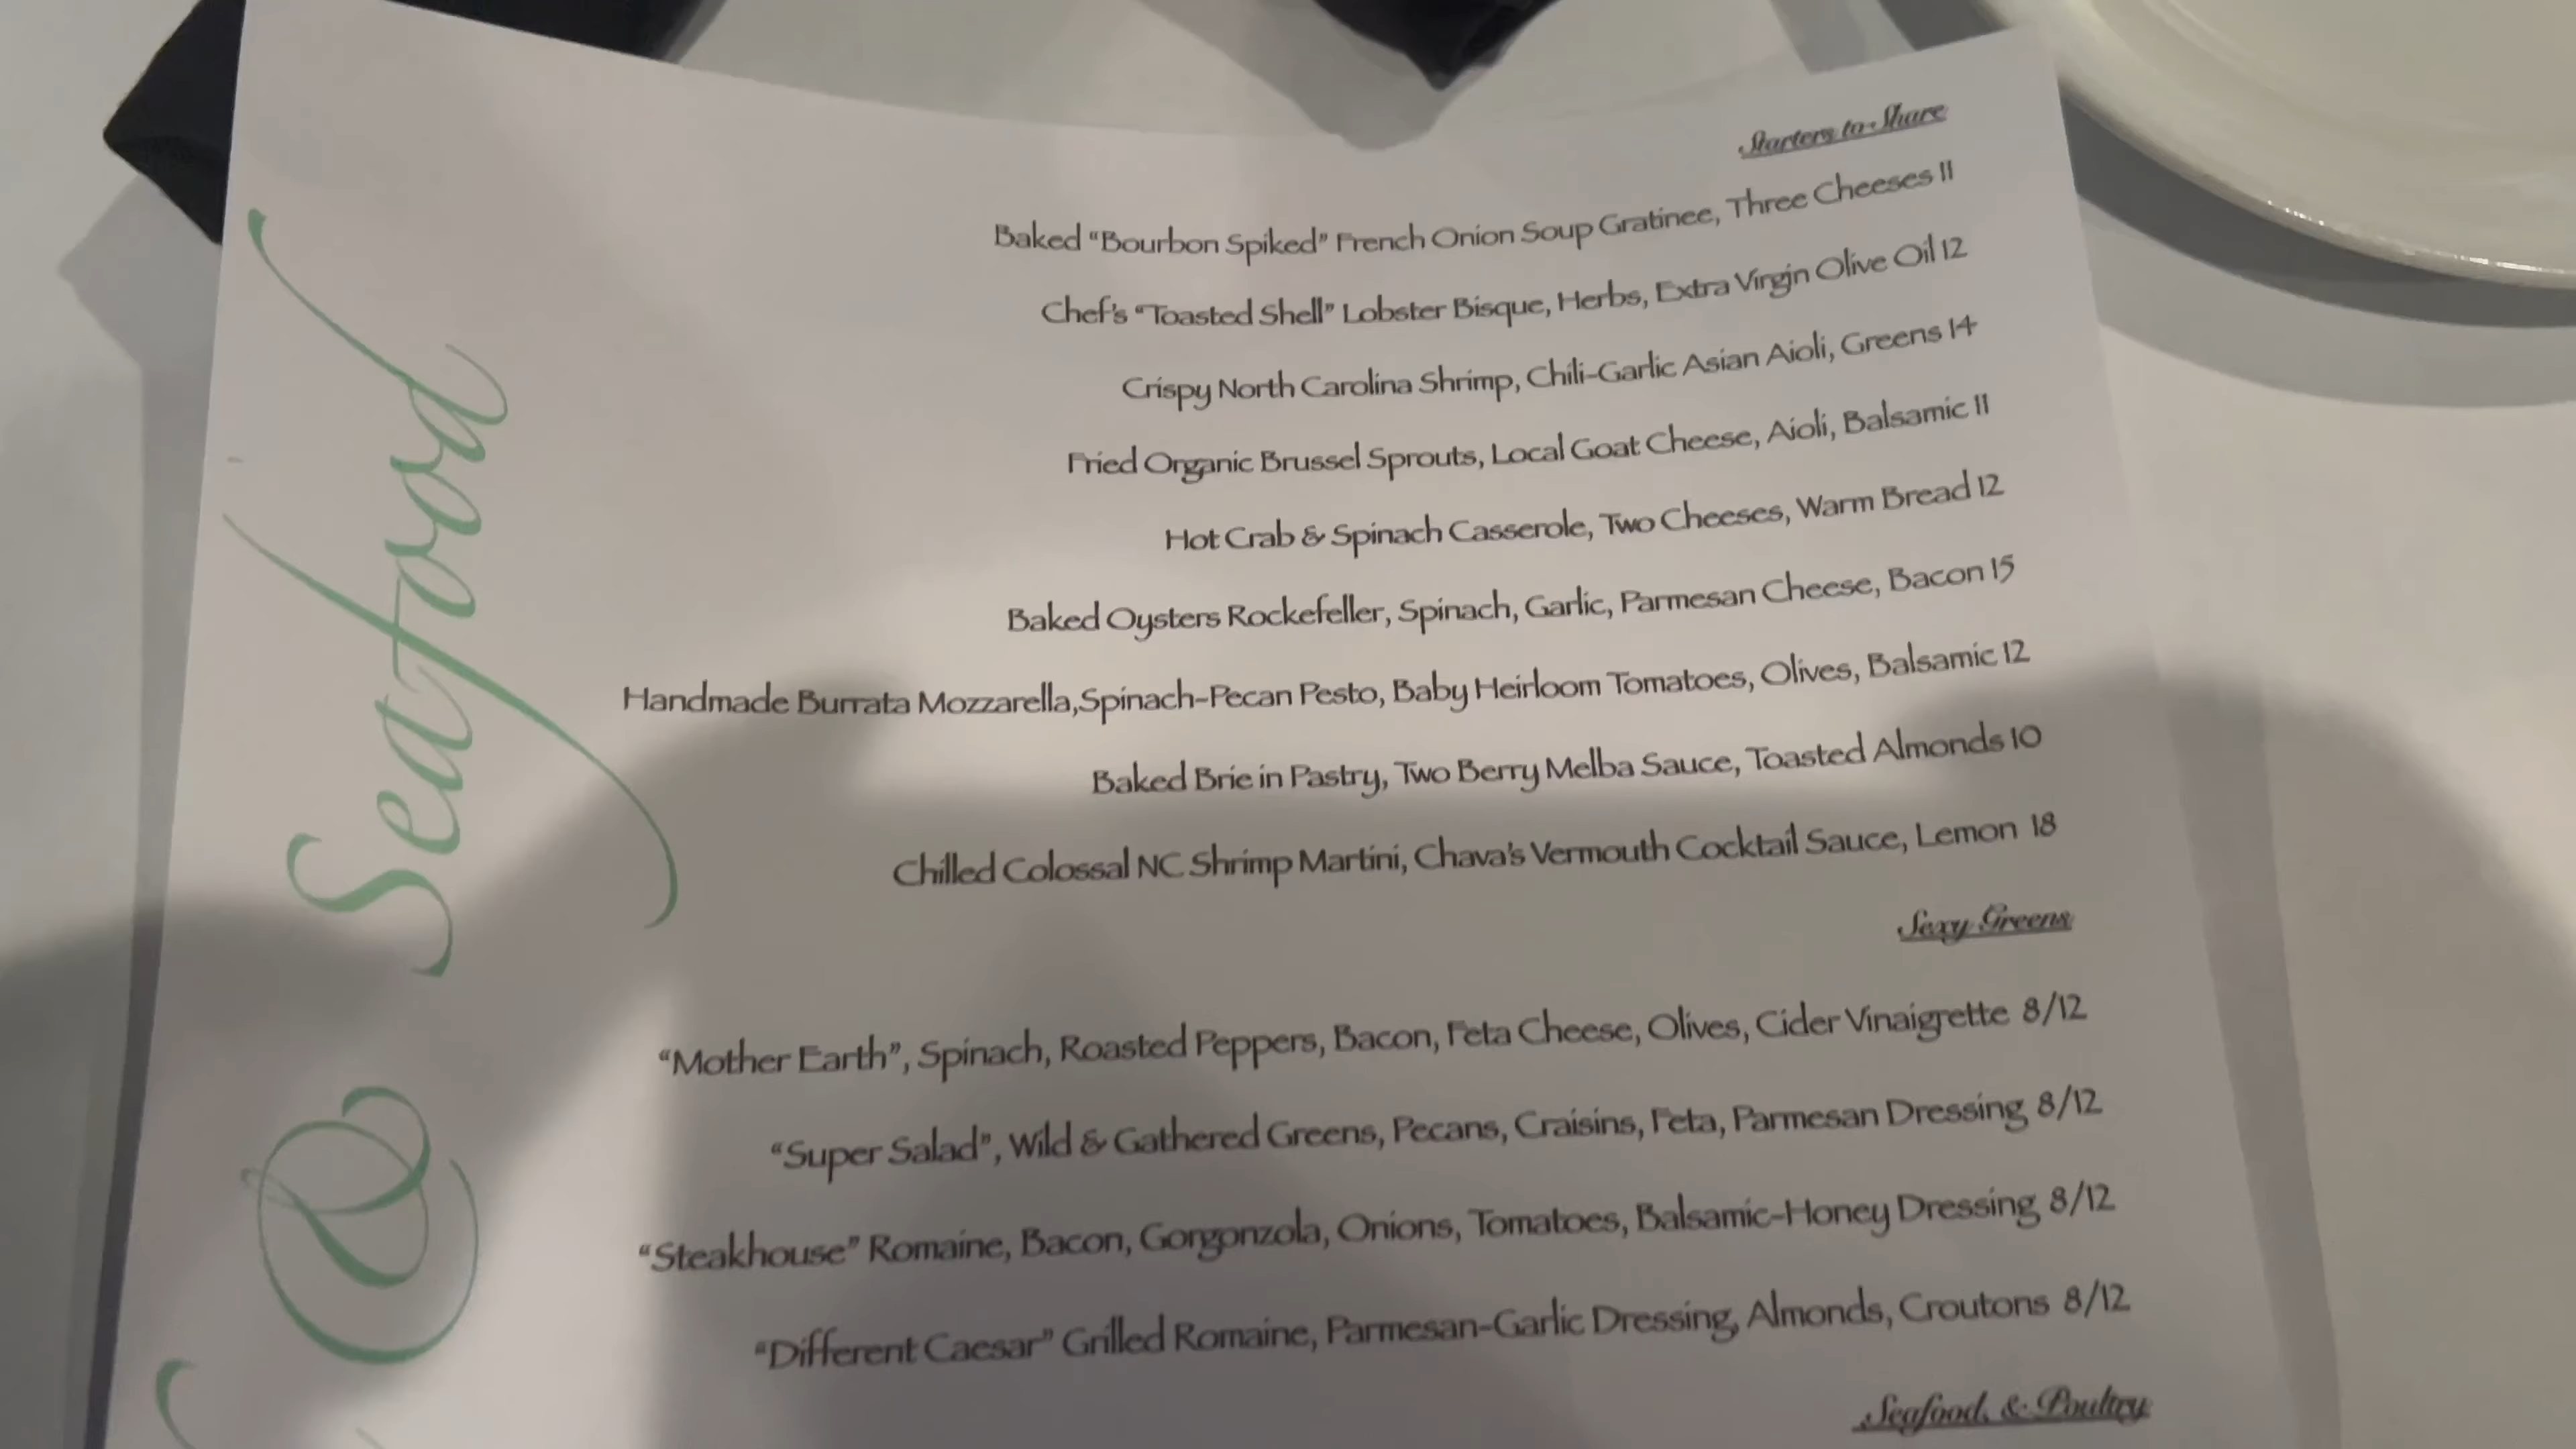 Starters to Share
Baked “Bourbon Spiked” French Onion Soup Gratinee, Three Cheeses 11
Chef's “Toasted Shell” Lobster Bisque, Herbs, Extra Virgin Olive Oil 12
Crispy North Carolina Shrimp, Chili-Garlic Asian Aioli, Greens 14
Fried Organic Brussel Sprouts, Local Goat Cheese, Aioli, Balsamic 11
Hot Crab & Spinach Casserole, Two Cheeses, Warm Bread 12
Baked Oysters Rockefeller, Spinach, Garlic, Parmesan Cheese, Bacon 15
Handmade Burrata Mozzarella,Spinach-Pecan Pesto, Baby Heirloom Tomatoes, Olives, Balsamic 12
Baked Brie in Pastry, Two Berry Melba Sauce, Toasted Almonds 10
Chilled Colossal NC Shrimp Martini, Chava's Vermouth Cocktail Sauce, Lemon 18
Sexy Greens
“Mother Earth”, Spinach, Roasted Peppers, Bacon, Feta Cheese, Olives, Cider Vinaigrette 8/12
“Super Salad”, Wild & Gathered Greens, Pecans, Craisins, Feta, Parmesan Dressing 8/12
“Steakhouse” Romaine, Bacon, Gorgonzola, Onions, Tomatoes, Balsamic-Honey Dressing 8/12
“Different Caesar” Grilled Romaine, Parmesan-Garlic Dressing, Almonds, Croutons 8/12
Seafood & Poultry
& Seafood